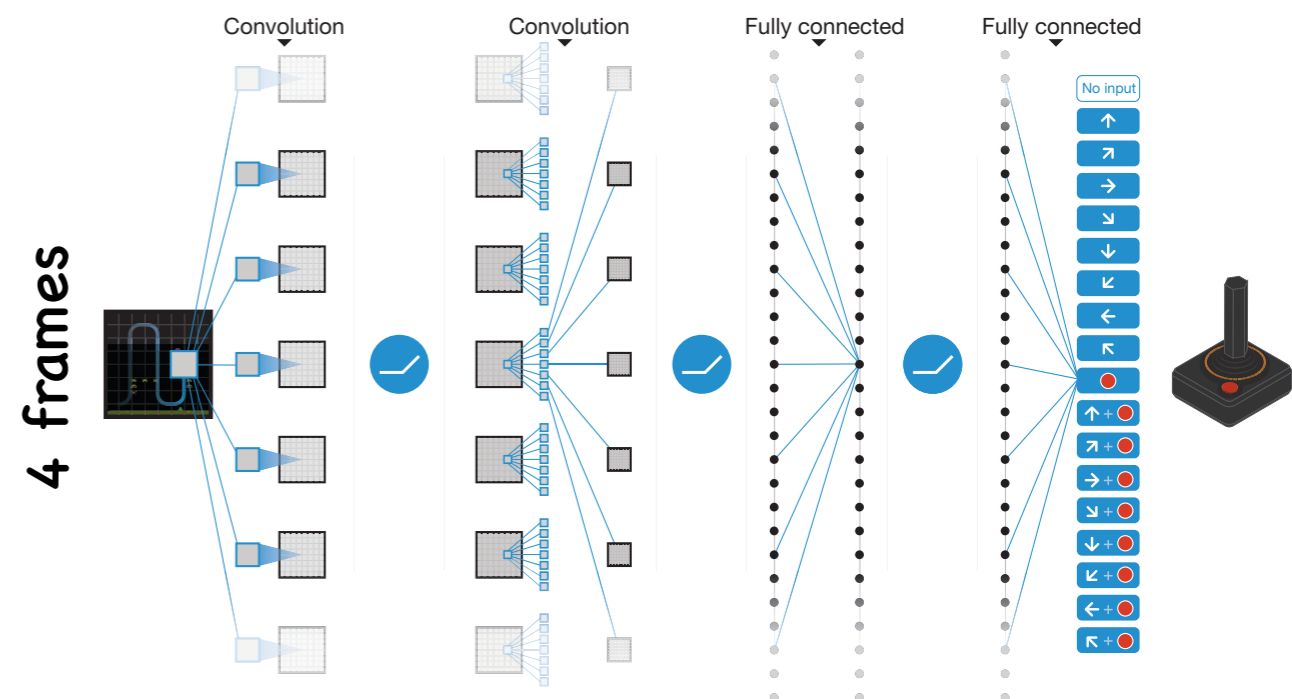 Convolution
Convolution
Fully connected
Fully connected
4 frames
No input
+
+
+
+
+
+
+
+